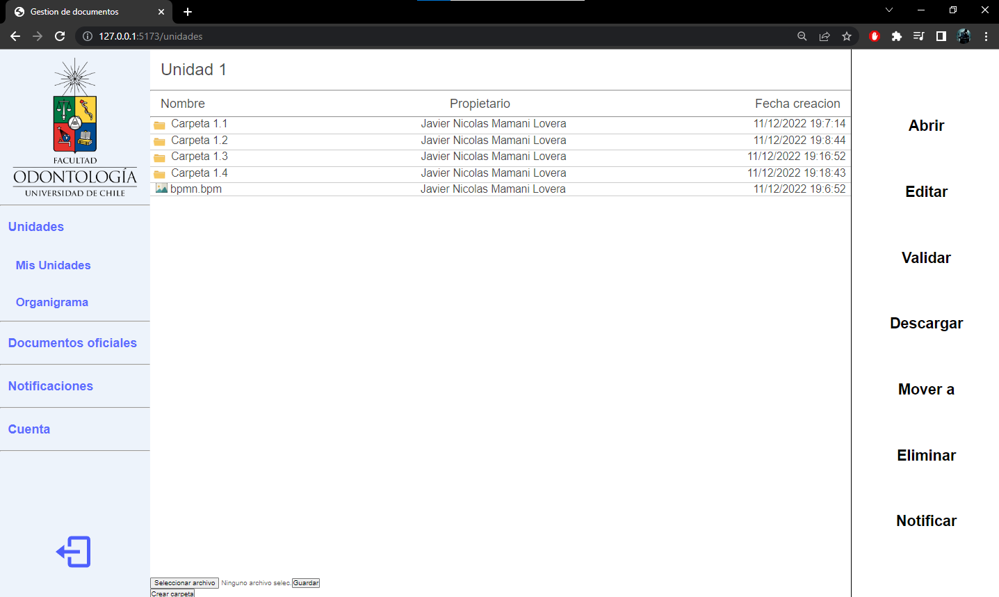 Gestion de documentos
127.0.0.1:5173/unidades
FACULTAD
ODONTOLOGÍA
UNIVERSIDAD DE CHILE
Unidades
Mis Unidades
Organigrama
Documentos oficiales
Notificaciones
Cuenta
Unidad 1
Nombre Propietario Fecha creacion
Carpeta 1.1 Javier Nicolas Mamani Lovera 11/12/2022 19:7:14
Carpeta 1.2 Javier Nicolas Mamani Lovera 11/12/2022 19:8:44
Carpeta 1.3 Javier Nicolas Mamani Lovera 11/12/2022 19:16:52
Carpeta 1.4 Javier Nicolas Mamani Lovera 11/12/2022 19:18:43
bpmn.bpm Javier Nicolas Mamani Lovera 11/12/2022 19:6:52
Seleccionar archivo Ninguno archivo selec. Guardar
Crear carpeta
Abrir
Editar
Validar
Descargar
Mover a
Eliminar
Notificar